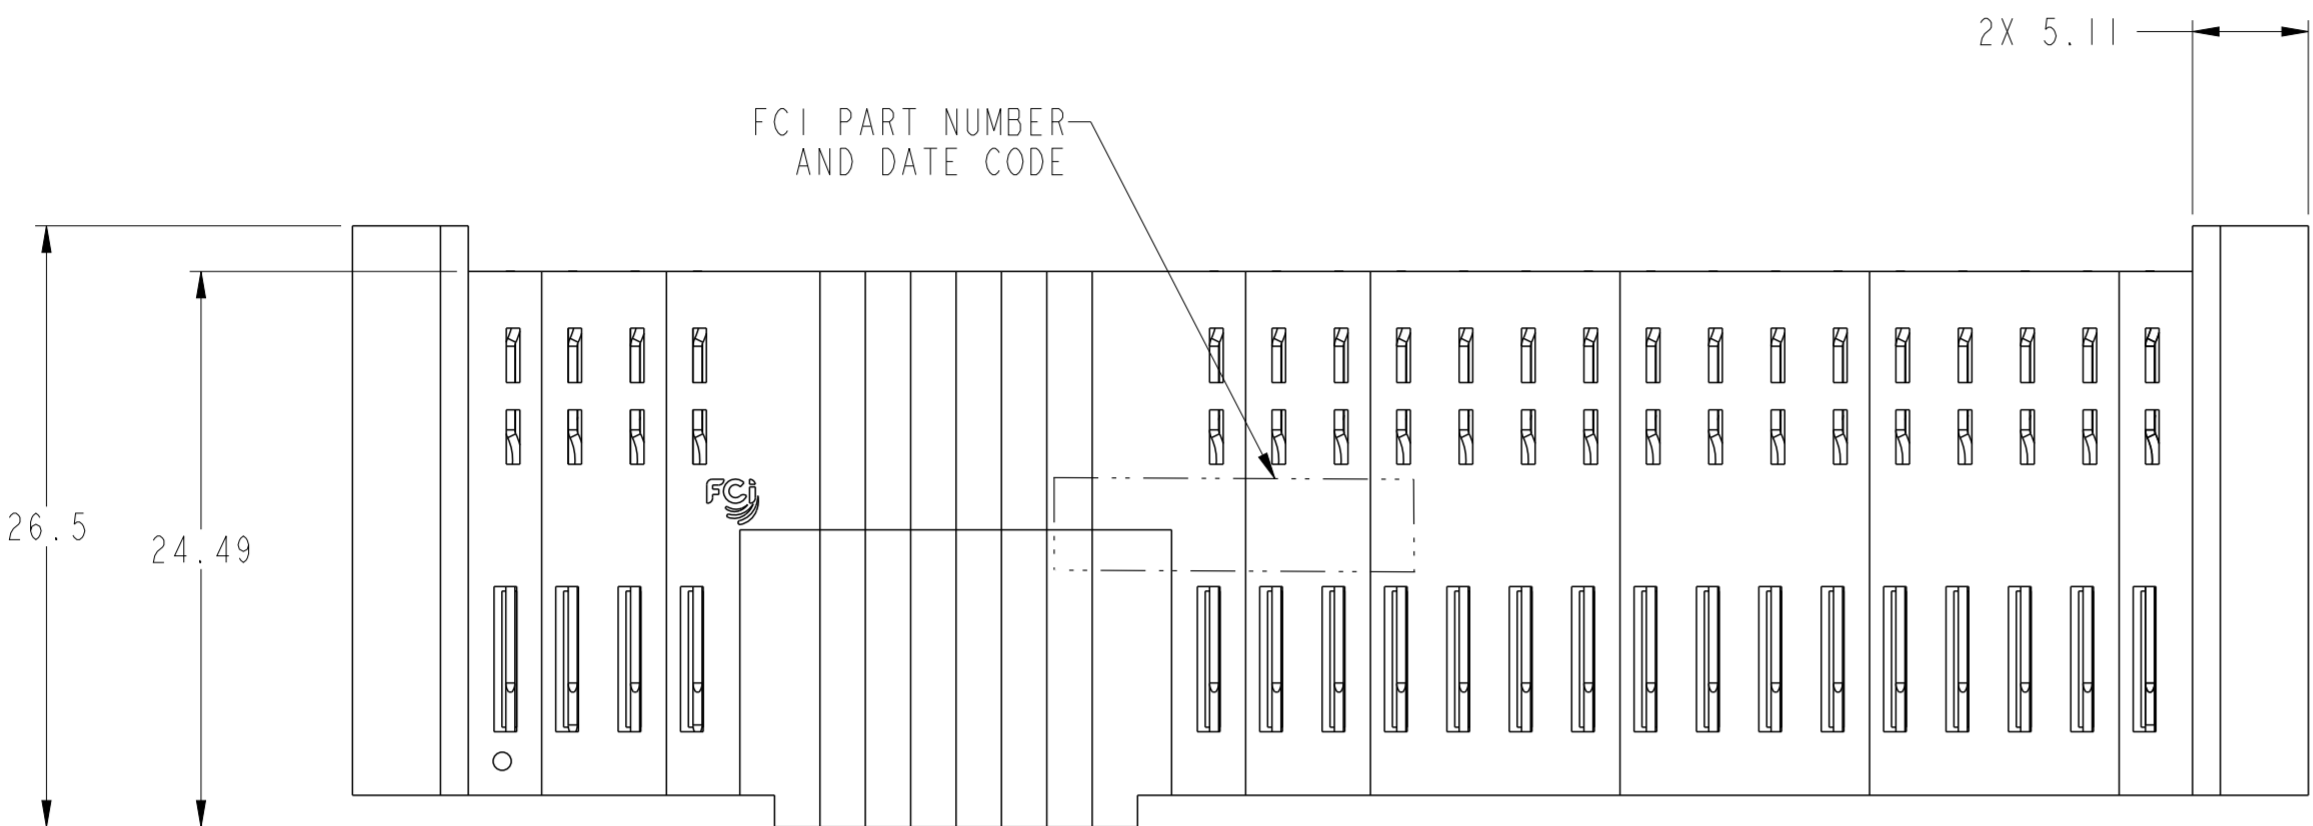 2X 5.11
FCI PART NUMBER
AND DATE CODE
FCi
26.5
24.49